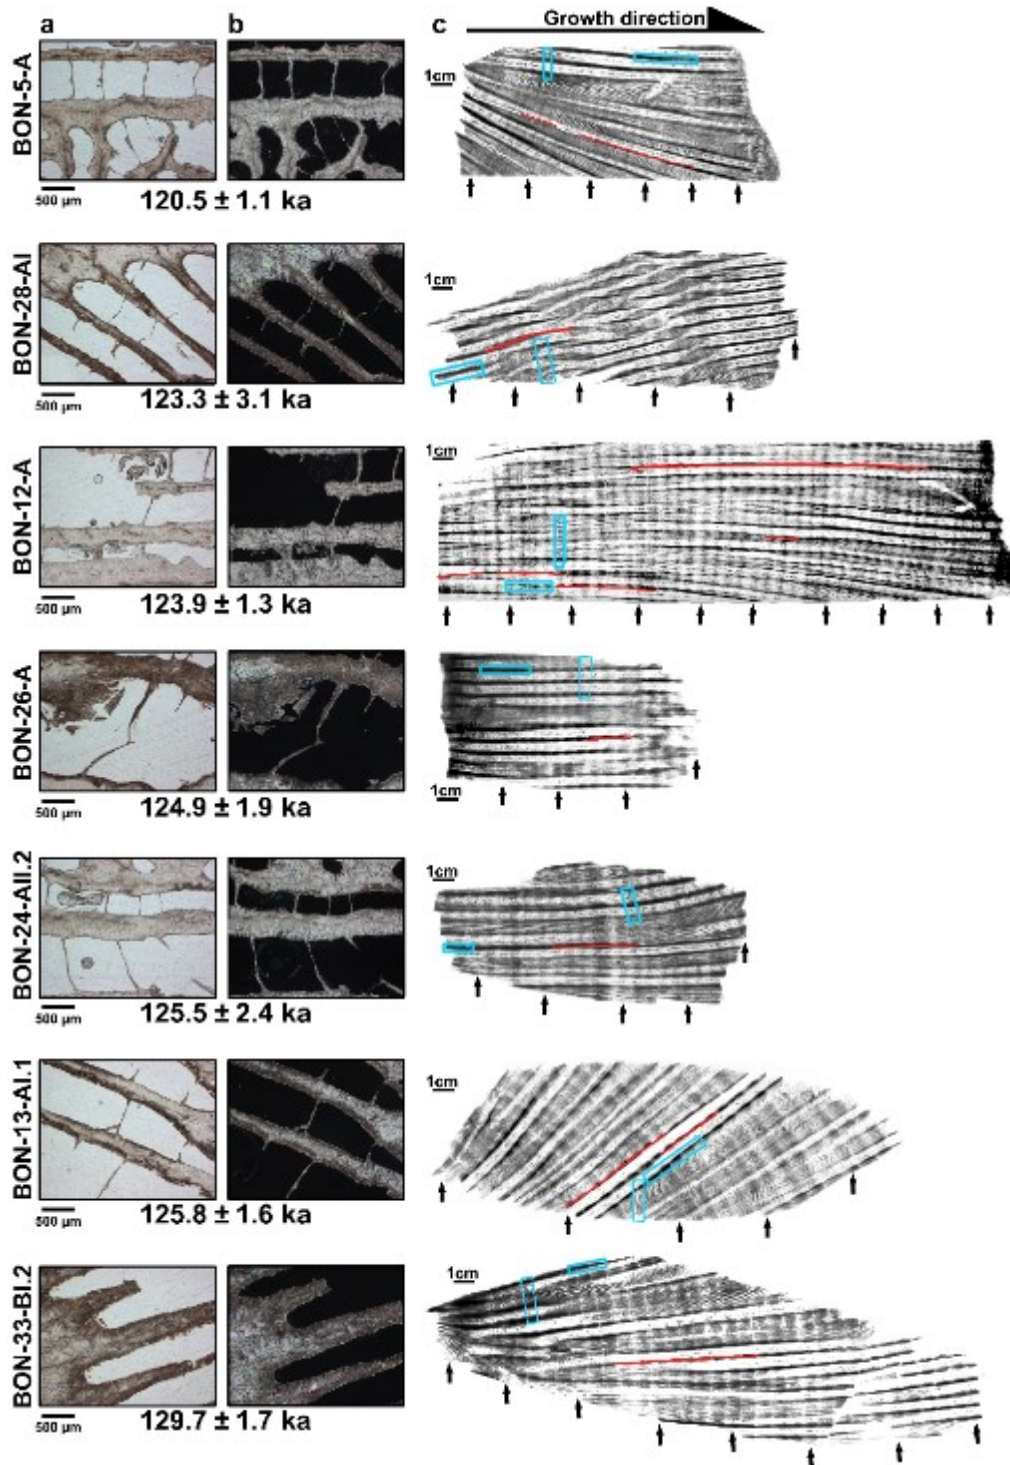 a b c Growth direction
BON-5-A
1cm
500 µm 120.5 ± 1.1 ka
BON-28-AI
1cm
500 µm 123.3 ± 3.1 ka
BON-12-A
1cm
500 µm 123.9 ± 1.3 ka
BON-26-A
1cm
500 µm 124.9 ± 1.9 ka
BON-24-AII.2
1cm
500 µm 125.5 ± 2.4 ka
BON-13-AI.1
1cm
500 µm 125.8 ± 1.6 ka
BON-33-BI.2
1cm
500 µm 129.7 ± 1.7 ka